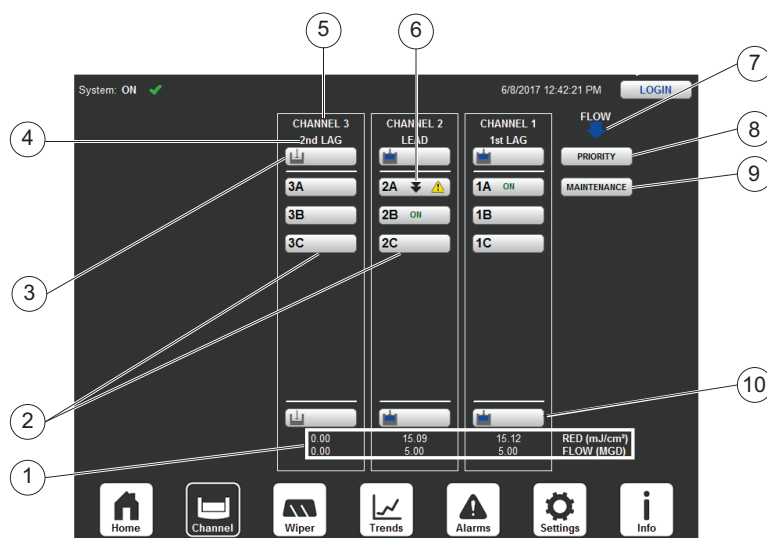 5
6
7
System: ON
6/8/2017 12:42:21 PM
LOGIN
4
CHANNEL 3
CHANNEL 2
CHANNEL 1
FLOW
2nd LAG
LEAD
1st LAG
8
PRIORITY
3A
2A
1A ON
MAINTENANCE
9
3B
2B ON
1B
3C
2C
1C
3
10
2
0.00
15.09
15.12
RED (mJ/cm²)
0.00
5.00
5.00
FLOW (MGD)
1
Home
Channel
Wiper
Trends
Alarms
Settings
Info